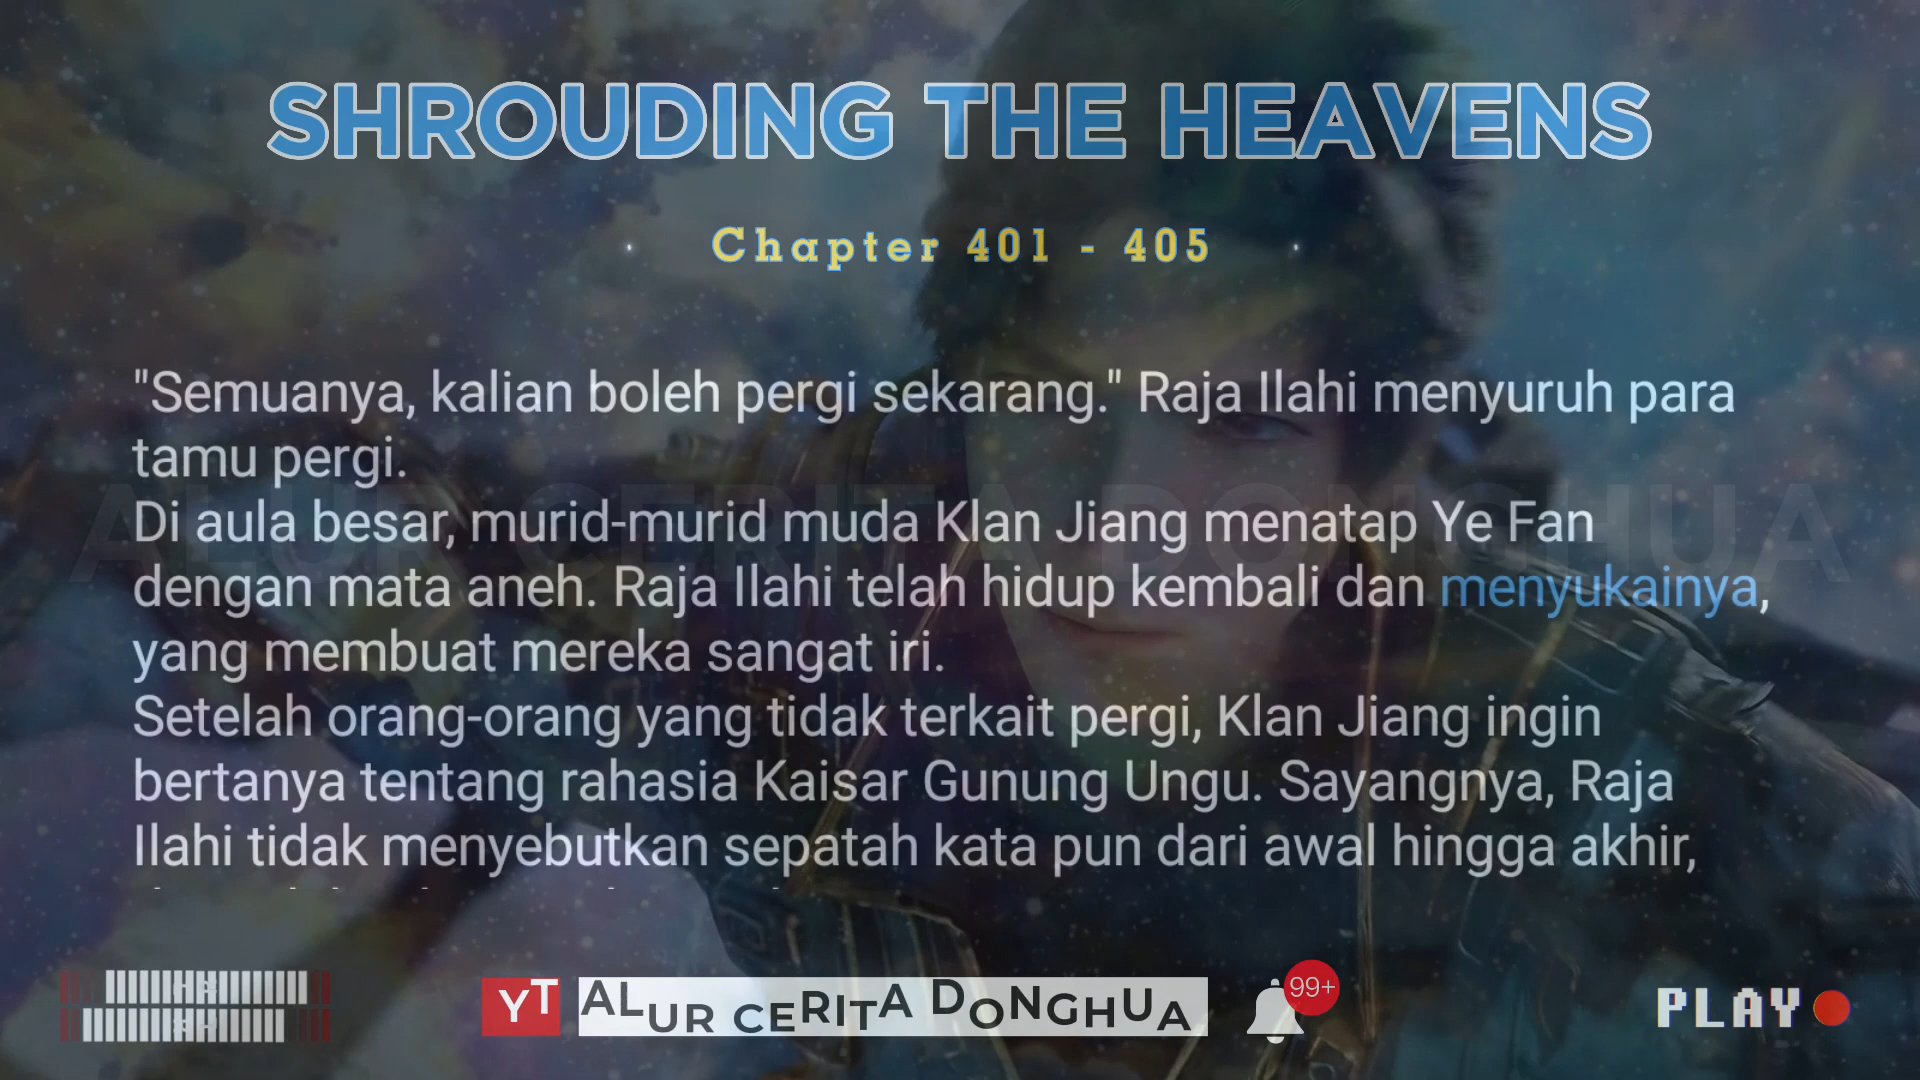 SHROUDING THE HEAVENS
Chapter 401 - 405
"Semuanya, kalian boleh pergi sekarang." Raja Ilahi menyuruh para
tamu pergi.
Di aula besar, murid-murid muda Klan Jiang menatap Ye Fan
dengan mata aneh. Raja Ilahi telah hidup kembali dan menyukainya,
yang membuat mereka sangat iri.
Setelah orang-orang yang tidak terkait pergi, Klan Jiang ingin
bertanya tentang rahasia Kaisar Gunung Ungu. Sayangnya, Raja
Ilahi tidak menyebutkan sepatah kata pun dari awal hingga akhir,
ALUR CERITA DONGHUA
YT ALUR CERITA DONGHUA 99+
PLAY